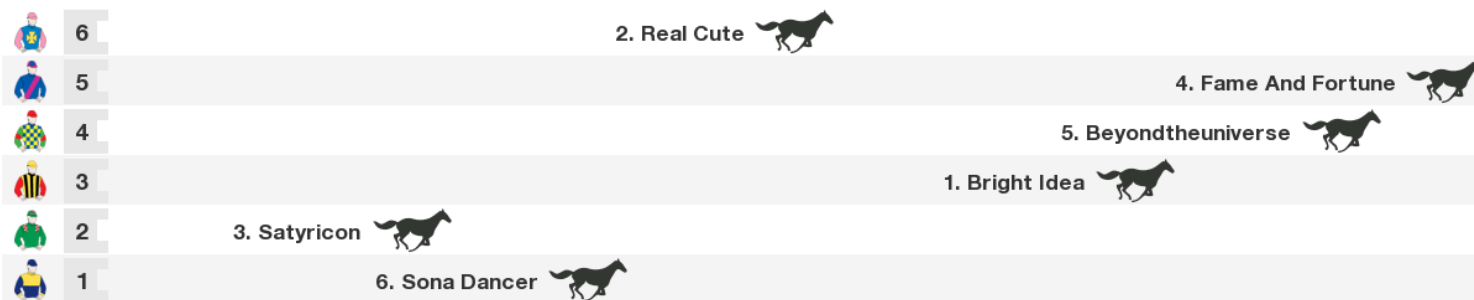 6 2. Real Cute
5 4. Fame And Fortune
4 5. Beyondtheuniverse
3 1. Bright Idea
2 3. Satyricon
1 6. Sona Dancer